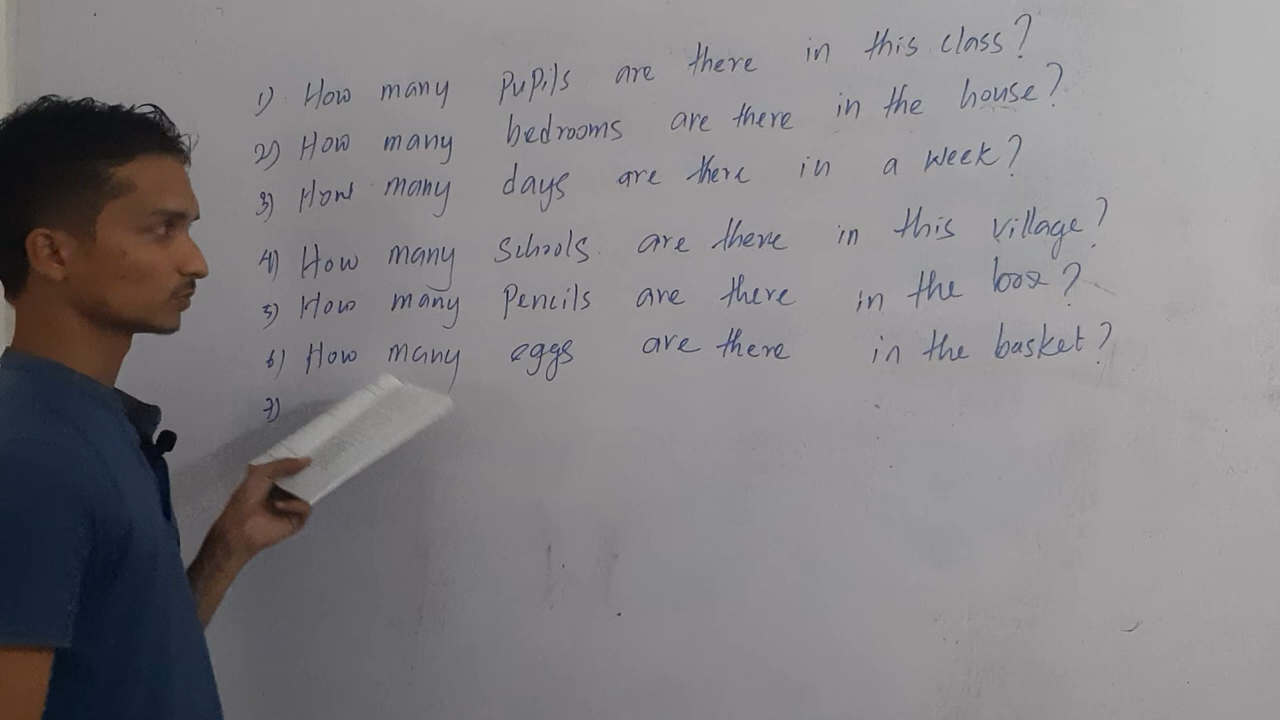 1) How many pupils are there in this class?
2) How many bedrooms are there in the house?
3) How many days are there in a week?
4) How many schools are there in this village?
5) How many Pencils are there in the box?
6) How many eggs are there in the basket?
7)